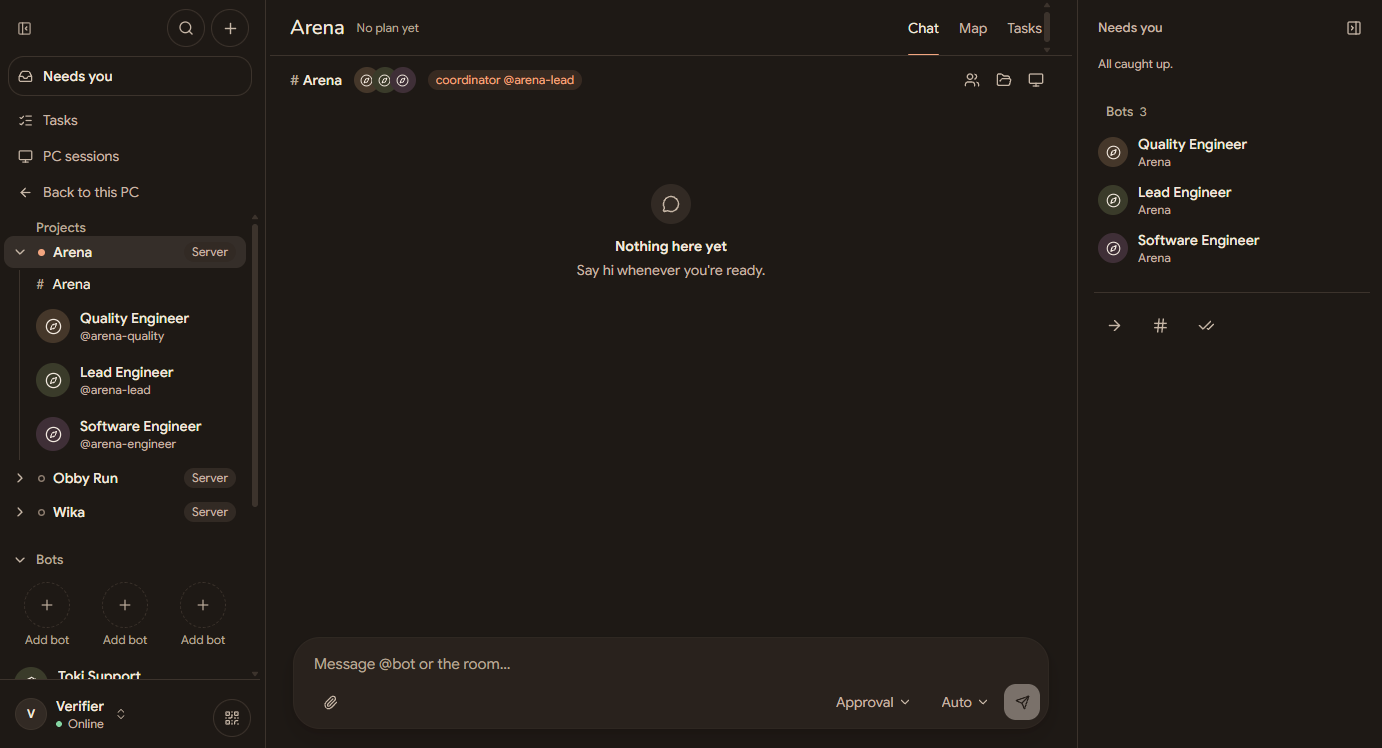 Needs you
Tasks
PC sessions
Back to this PC
Projects
Arena Server
# Arena
Quality Engineer
@arena-quality
Lead Engineer
@arena-lead
Software Engineer
@arena-engineer
Obby Run Server
Wika Server
Bots
Add bot Add bot Add bot
Toki Support
V Verifier
Online
Arena No plan yet
Chat Map Tasks
# Arena coordinator @arena-lead
Nothing here yet
Say hi whenever you're ready.
Message @bot or the room...
Approval Auto
Needs you
All caught up.
Bots 3
Quality Engineer
Arena
Lead Engineer
Arena
Software Engineer
Arena
#